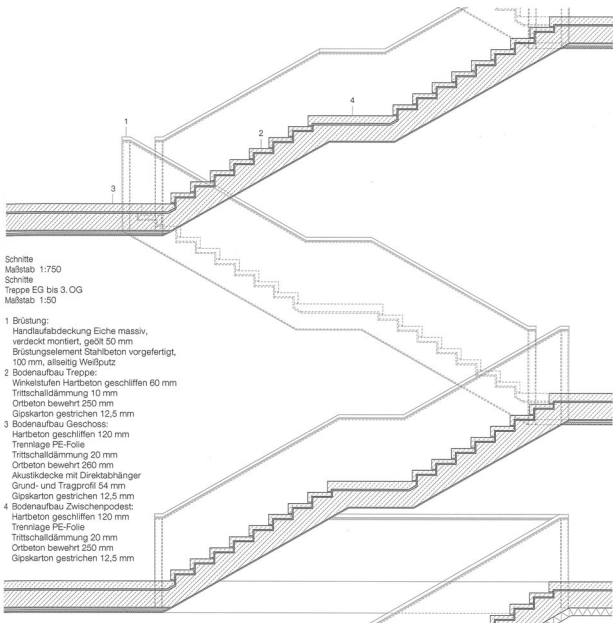 1
2
4
3
Schnitte
Maßstab 1:750
Schnitte
Treppe EG bis 3. OG
Maßstab 1:50
1 Brüstung:
Handlaufabdeckung Eiche massiv,
verdeckt montiert, geölt 50 mm
Brüstungselement Stahlbeton vorgefertigt,
100 mm, allseitig Weißputz
2 Bodenaufbau Treppe:
Winkelstufen Hartbeton geschliffen 60 mm
Trittschalldämmung 10 mm
Ortbeton bewehrt 250 mm
Gipskarton gestrichen 12,5 mm
3 Bodenaufbau Geschoss:
Hartbeton geschliffen 120 mm
Trennlage PE-Folie
Trittschalldämmung 20 mm
Ortbeton bewehrt 260 mm
Akustikdecke mit Direktabhänger
Grund- und Tragprofil 54 mm
Gipskarton gestrichen 12,5 mm
4 Bodenaufbau Zwischenpodest:
Hartbeton geschliffen 120 mm
Trennlage PE-Folie
Trittschalldämmung 20 mm
Ortbeton bewehrt 250 mm
Gipskarton gestrichen 12,5 mm